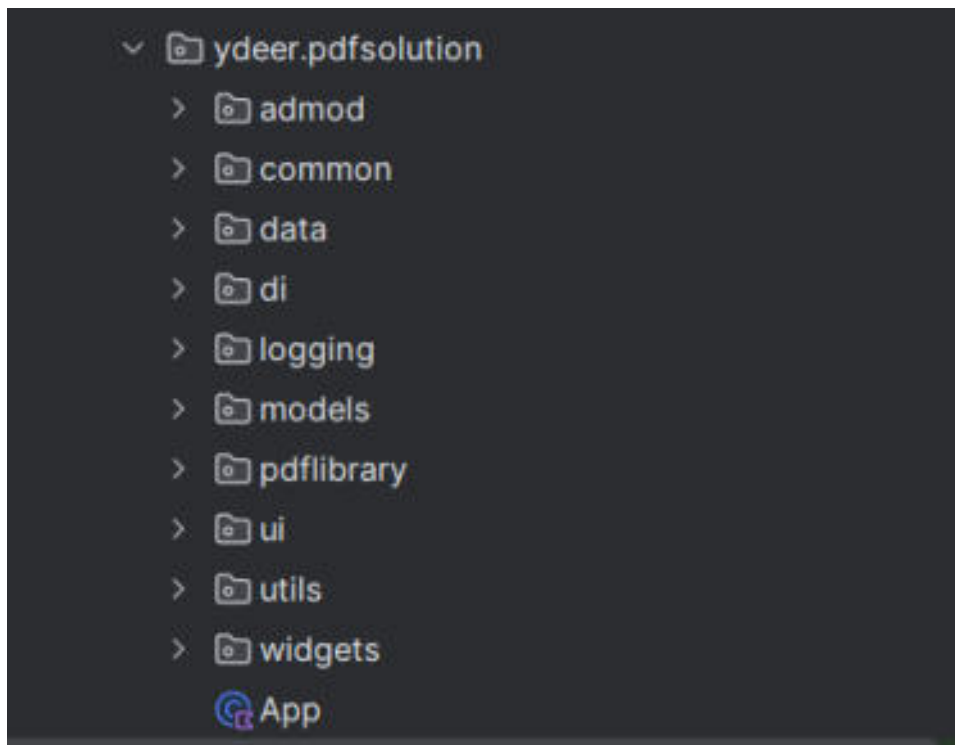 ydeer.pdfsolution
admod
common
data
di
logging
models
pdflibrary
ui
utils
widgets
App